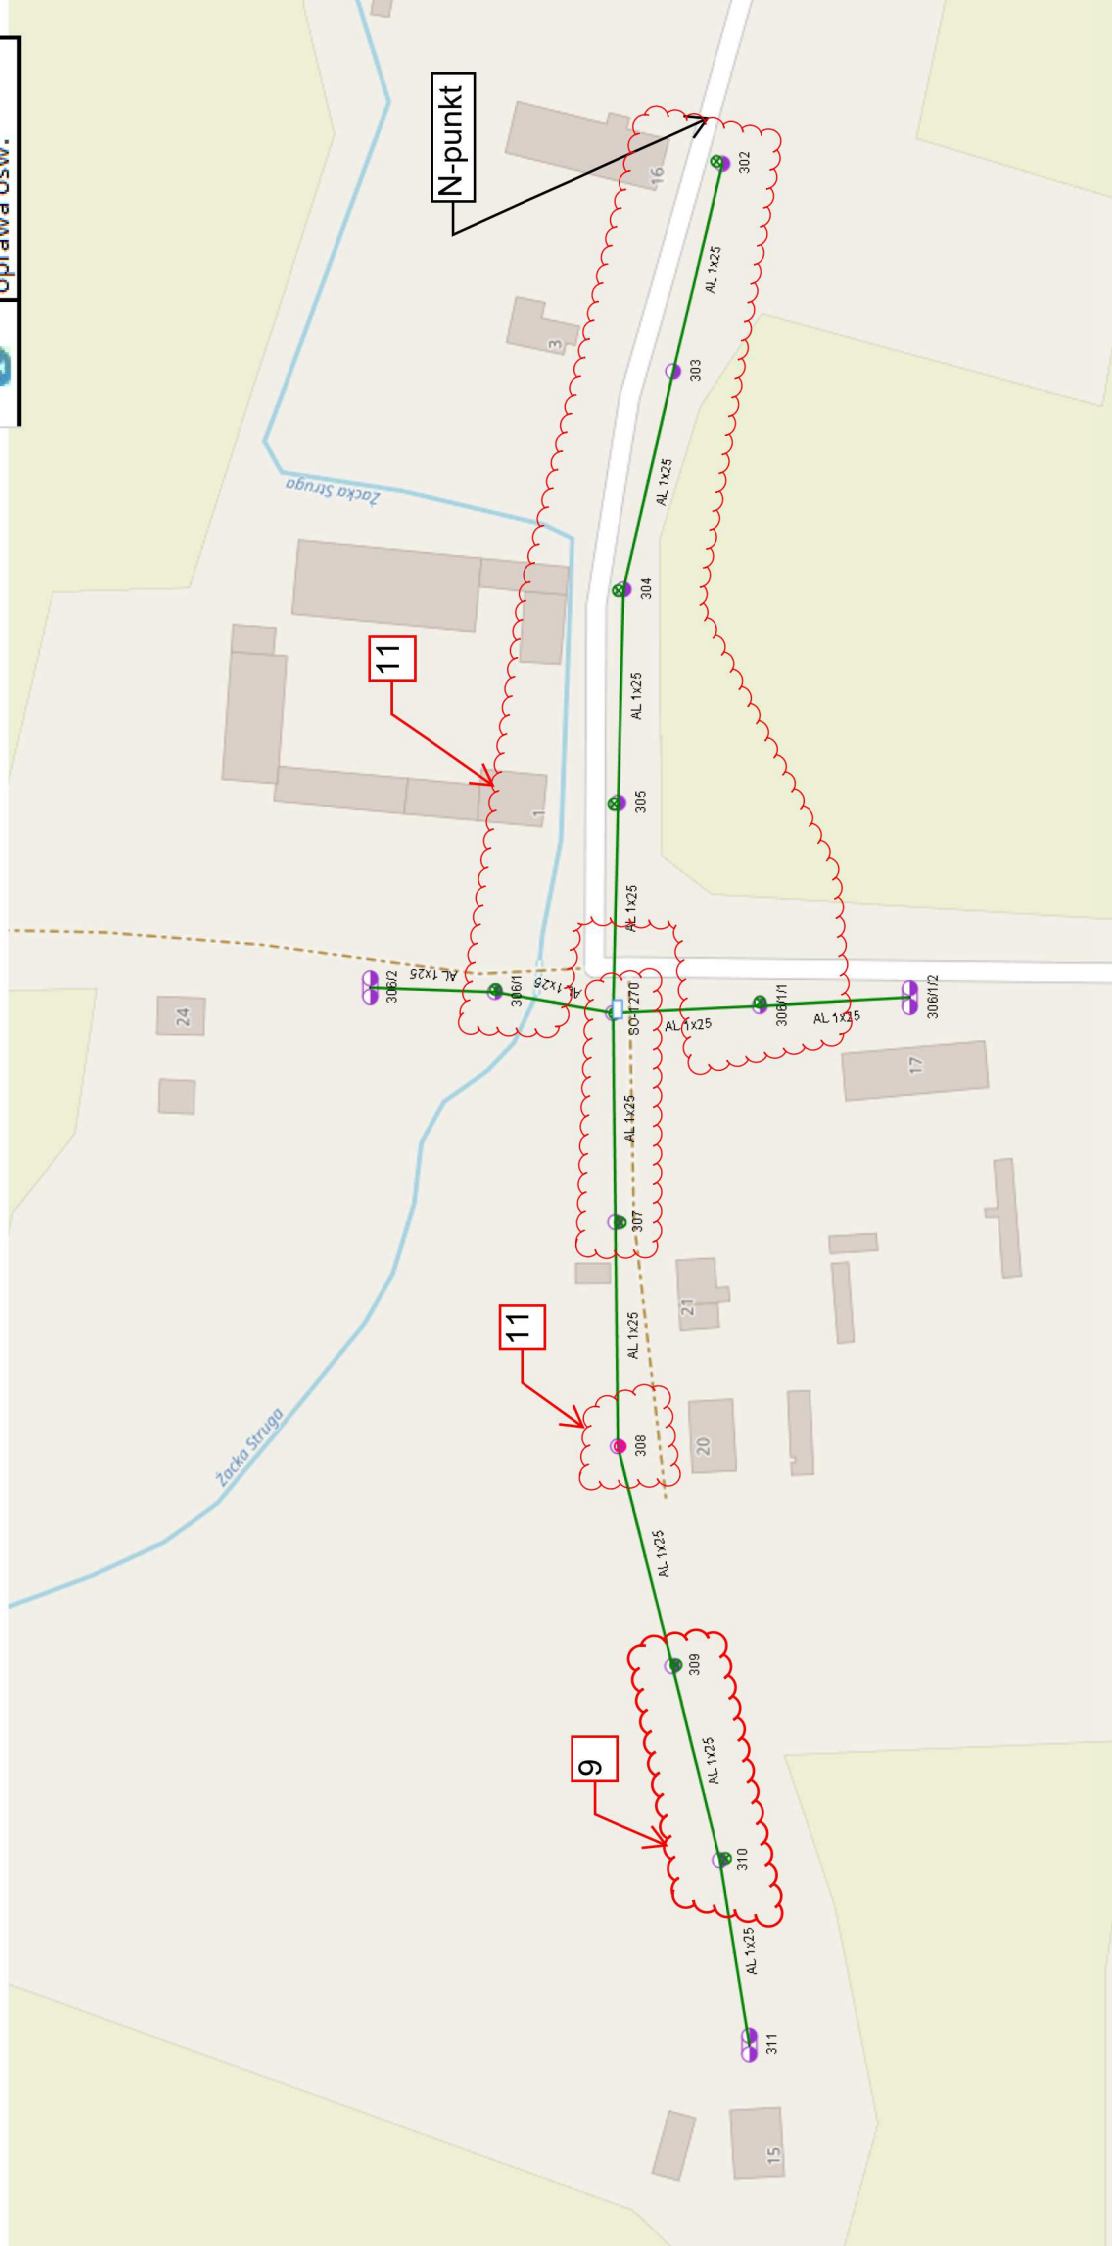 oprawa ośw.
N-punkt
16
302
AL 1x25
3
303
AL 1x25
Żacka Struga
304
11
AL 1x25
1
305
AL 1x25
306/2
AL 1x25
306/1
AL 1x25
SO-1270
AL 1x25
306/1/1
AL 1x25
306/1/2
24
17
AL 1x25
307
21
AL 1x25
11
308
20
Żacka Struga
AL 1x25
309
9
AL 1x25
310
AL 1x25
311
15